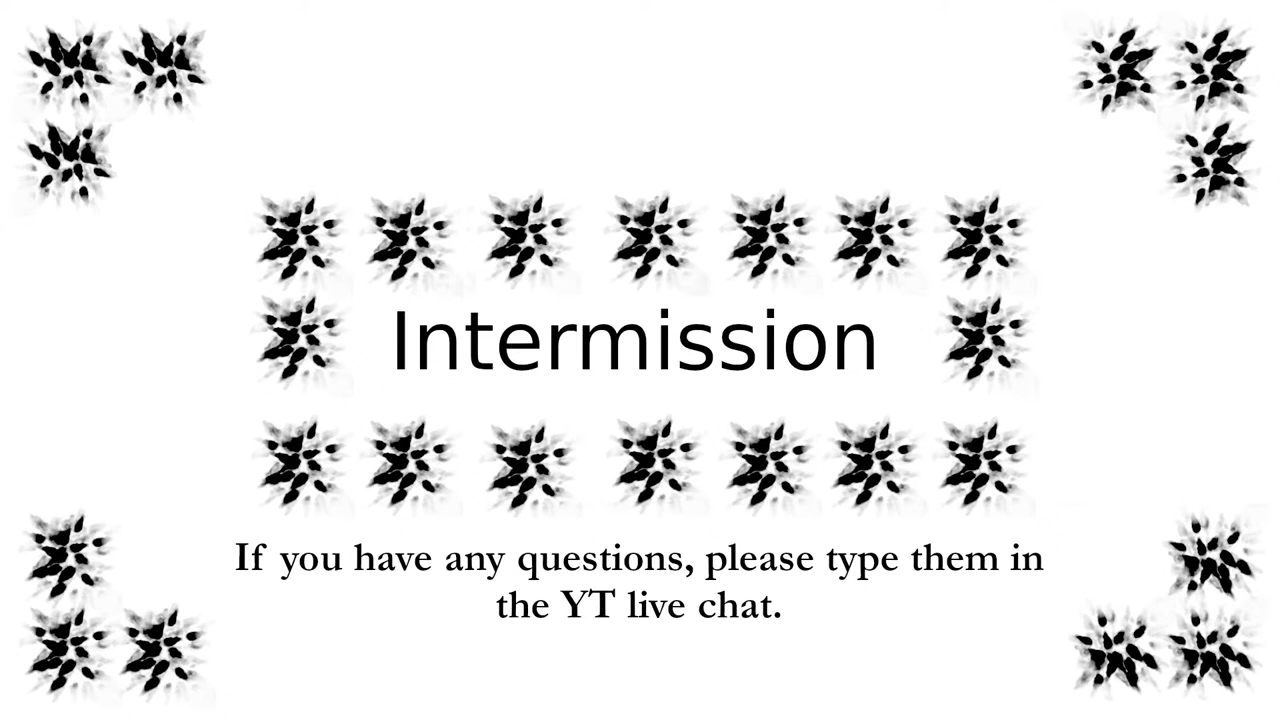 Intermission
If you have any questions, please type them in
the YT live chat.